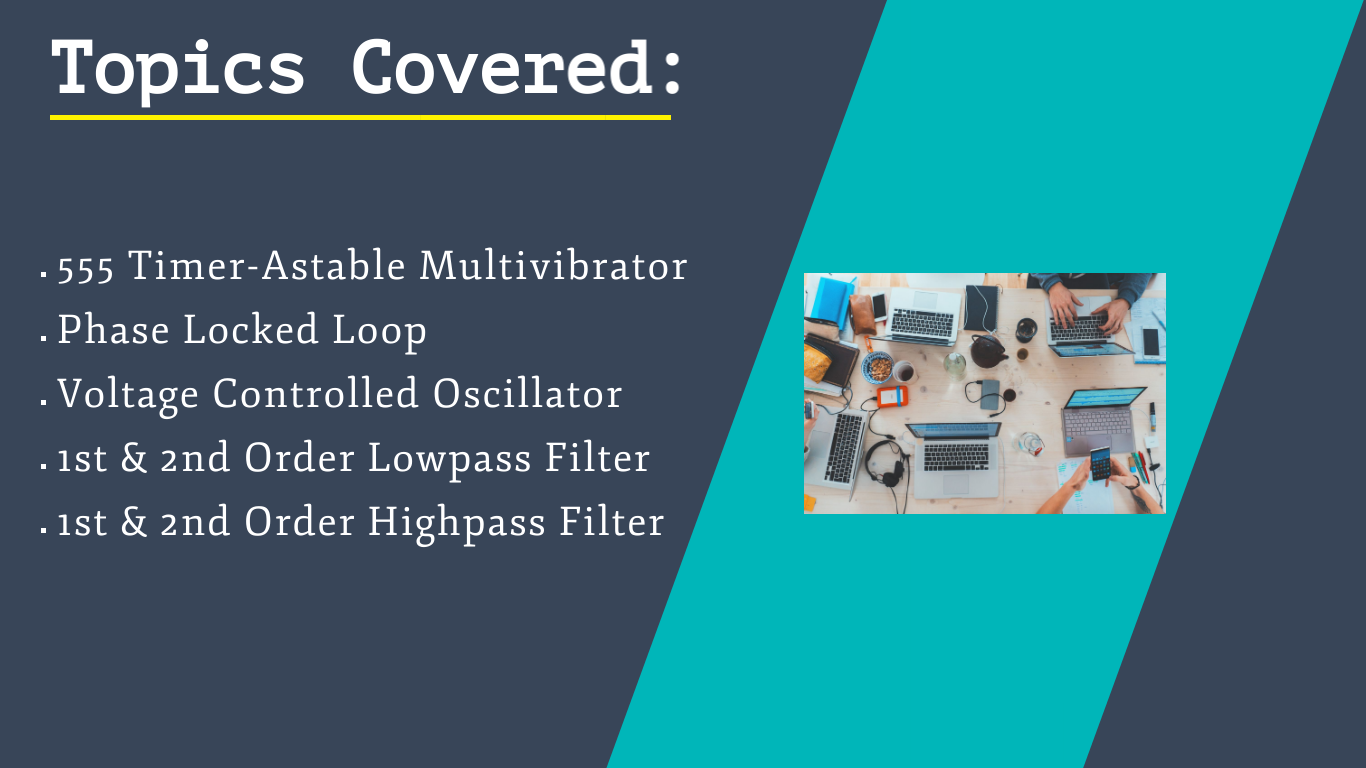 Topics Covered:
. 555 Timer-Astable Multivibrator
. Phase Locked Loop
. Voltage Controlled Oscillator
. 1st & 2nd Order Lowpass Filter
. 1st & 2nd Order Highpass Filter